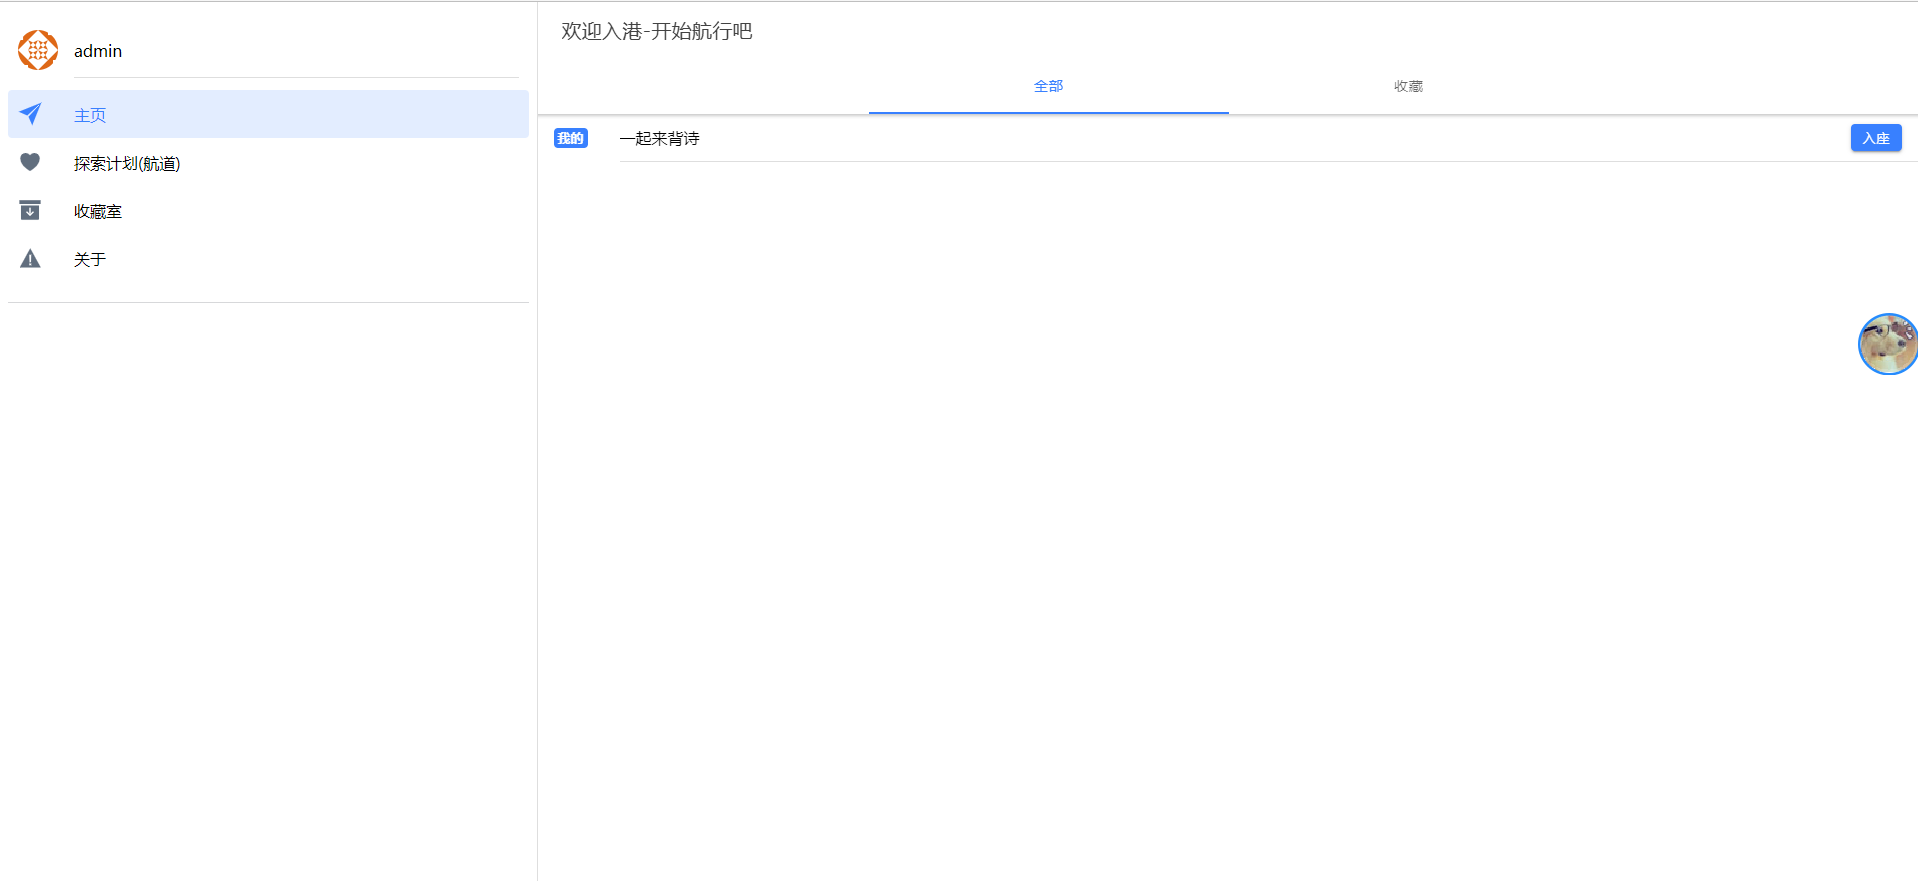 admin
主页
探索计划(航道)
收藏室
关于
欢迎入港-开始航行吧
全部
收藏
我的
一起来背诗
入座